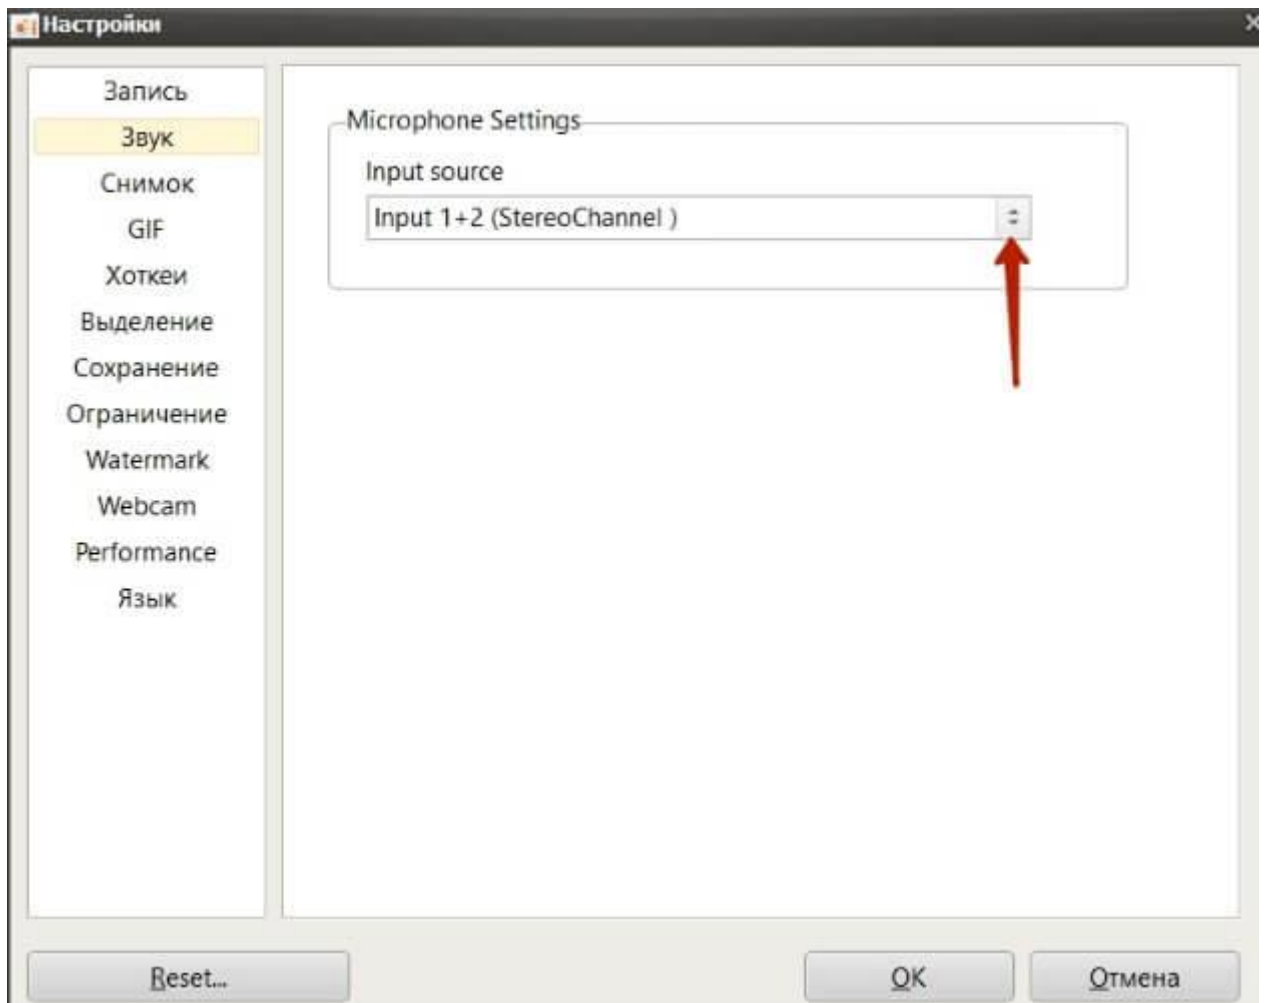 Настройки
Запись
Звук
Снимок
GIF
Хоткеи
Выделение
Сохранение
Ограничение
Watermark
Webcam
Performance
Язык
Microphone Settings
Input source
Input 1+2 (StereoChannel )
Reset...
OK
Отмена